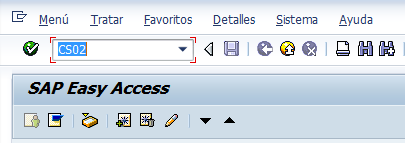 Menú Tratar Favoritos Detalles Sistema Ayuda
CS02
SAP Easy Access